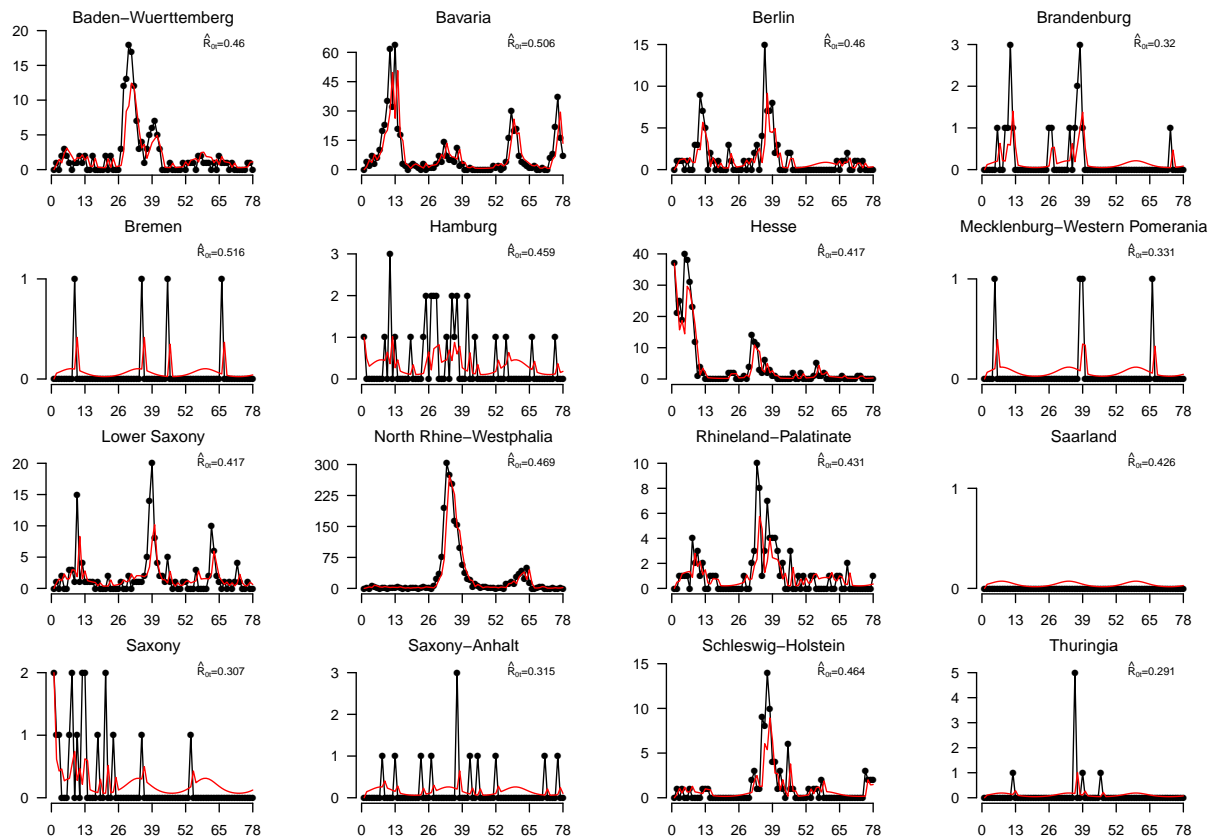 Baden−Wuerttemberg Bavaria Berlin Brandenburg
R̂0t=0.46 R̂0t=0.506 R̂0t=0.46 R̂0t=0.32
20 15 10 5 0
60 45 30 15 0
15 10 5 0
3 2 1 0
0 13 26 39 52 65 78 0 13 26 39 52 65 78 0 13 26 39 52 65 78 0 13 26 39 52 65 78
Bremen Hamburg Hesse Mecklenburg−Western Pomerania
R̂0t=0.516 R̂0t=0.459 R̂0t=0.417 R̂0t=0.331
1 0
3 2 1 0
40 30 20 10 0
1 0
0 13 26 39 52 65 78 0 13 26 39 52 65 78 0 13 26 39 52 65 78 0 13 26 39 52 65 78
Lower Saxony North Rhine−Westphalia Rhineland−Palatinate Saarland
R̂0t=0.417 R̂0t=0.469 R̂0t=0.431 R̂0t=0.426
20 15 10 5 0
300 225 150 75 0
10 8 6 4 2 0
1 0
0 13 26 39 52 65 78 0 13 26 39 52 65 78 0 13 26 39 52 65 78 0 13 26 39 52 65 78
Saxony Saxony−Anhalt Schleswig−Holstein Thuringia
R̂0t=0.307 R̂0t=0.315 R̂0t=0.464 R̂0t=0.291
2 1 0
3 2 1 0
15 10 5 0
5 4 3 2 1 0
0 13 26 39 52 65 78 0 13 26 39 52 65 78 0 13 26 39 52 65 78 0 13 26 39 52 65 78